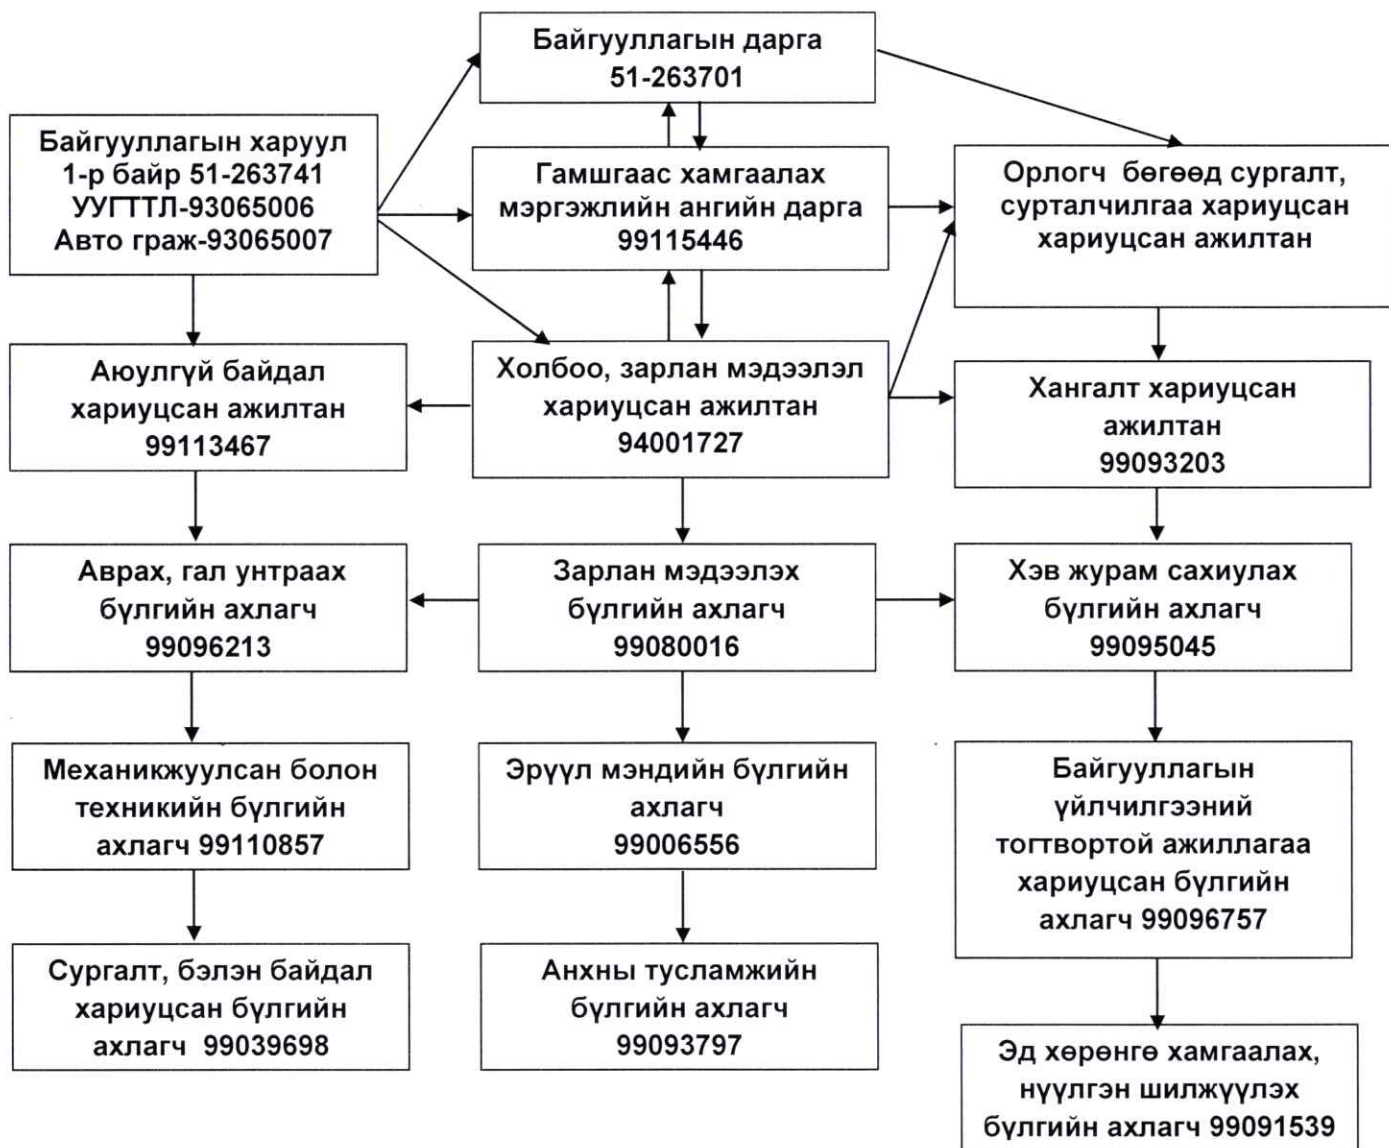 Байгууллагын дарга
51-263701
Байгууллагын харуул
1-р байр 51-263741
УУГТТЛ-93065006
Авто граж-93065007
Гамшгаас хамгаалах
мэргэжлийн ангийн дарга
99115446
Орлогч бөгөөд сургалт,
сурталчилгаа хариуцсан
хариуцсан ажилтан
Аюулгүй байдал
хариуцсан ажилтан
99113467
Холбоо, зарлан мэдээлэл
хариуцсан ажилтан
94001727
Хангалт хариуцсан
ажилтан
99093203
Аврах, гал унтраах
бүлгийн ахлагч
99096213
Зарлан мэдээлэх
бүлгийн ахлагч
99080016
Хэв журам сахиулах
бүлгийн ахлагч
99095045
Механикжуулсан болон
техникийн бүлгийн
ахлагч 99110857
Эрүүл мэндийн бүлгийн
ахлагч
99006556
Байгууллагын
үйлчилгээний
тогтвортой ажиллагаа
хариуцсан бүлгийн
ахлагч 99096757
Сургалт, бэлэн байдал
хариуцсан бүлгийн
ахлагч 99039698
Анхны тусламжийн
бүлгийн ахлагч
99093797
Эд хөрөнгө хамгаалах,
нүүлгэн шилжүүлэх
бүлгийн ахлагч 99091539